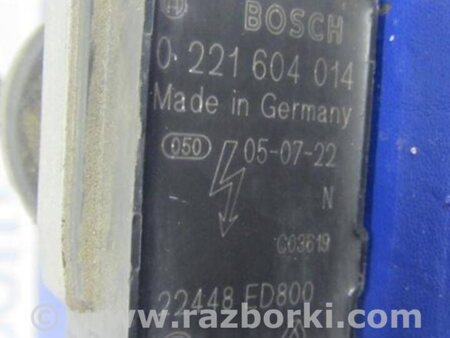 BOSCH
0 221 604 014
Made in Germany
050 05-07-22
N
C03619
22448 ED800
www.razborki.com